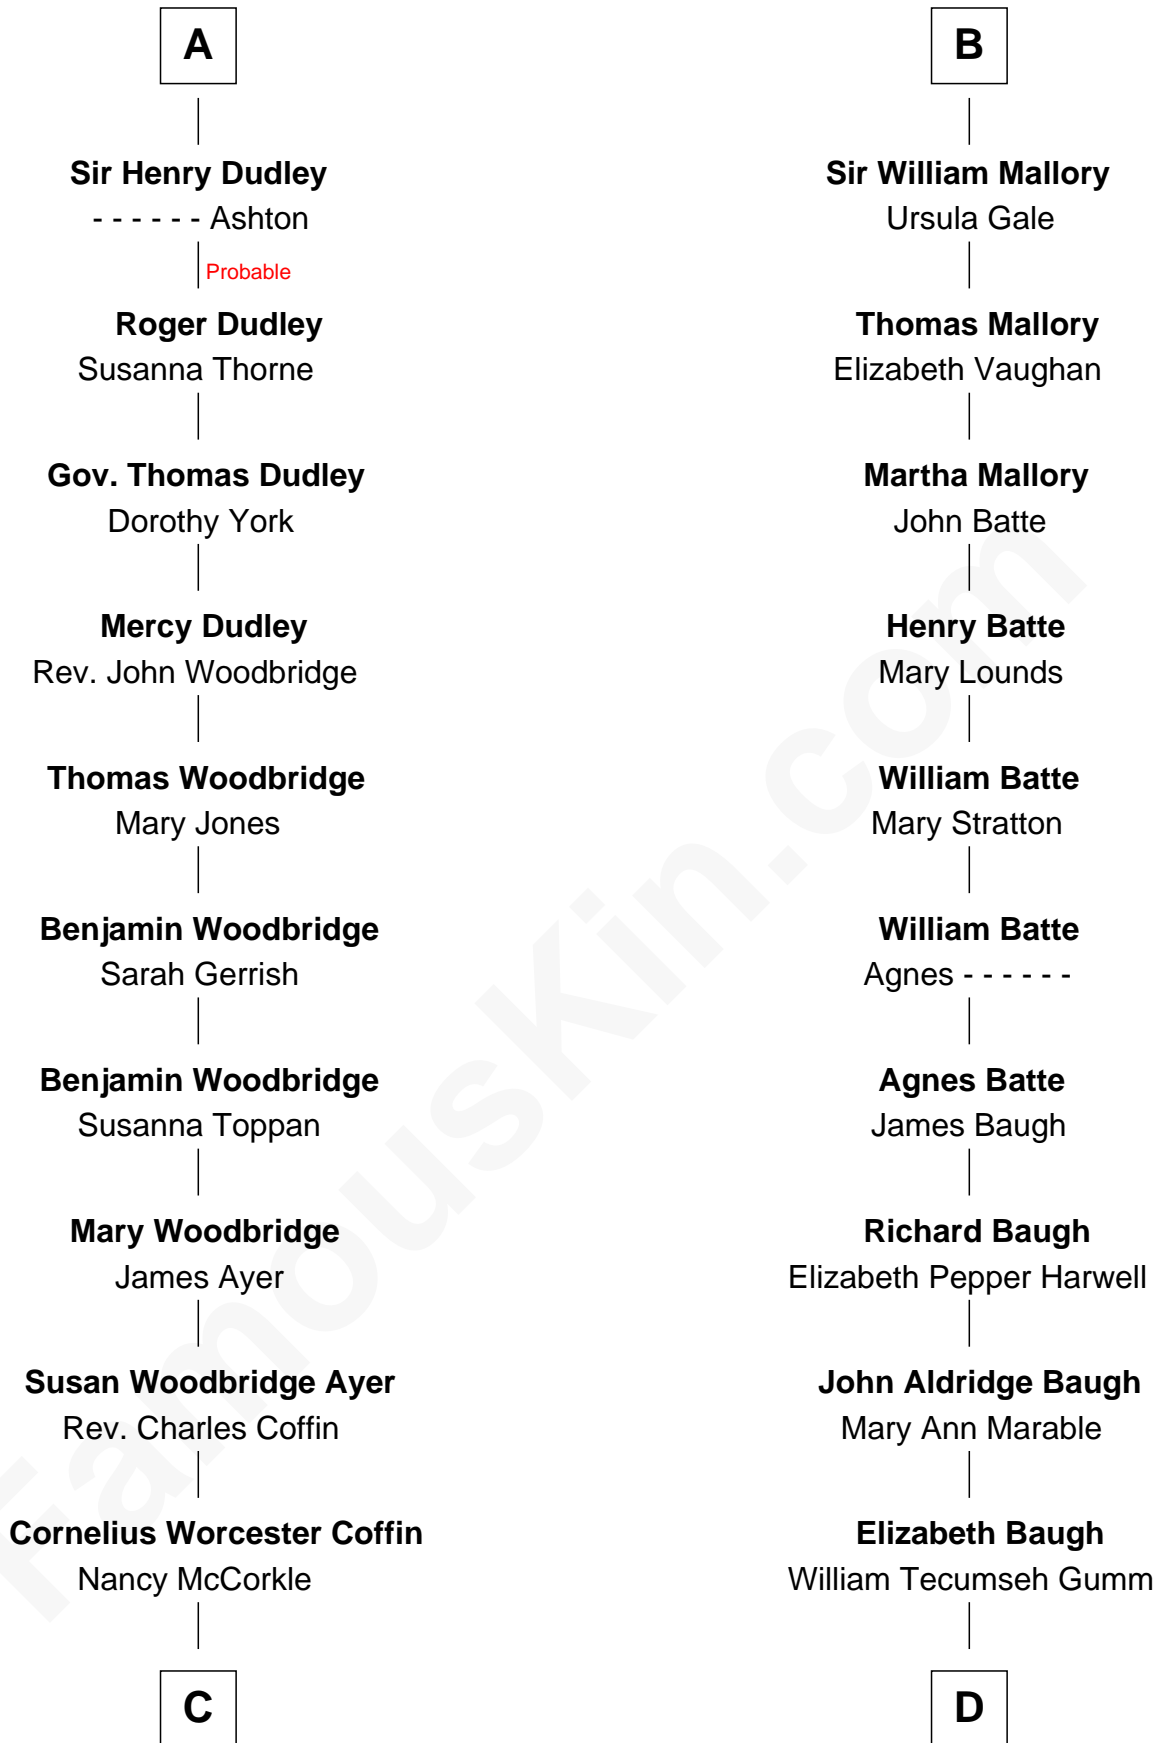 A
Sir Henry Dudley
- - - - - - Ashton
Probable
Roger Dudley
Susanna Thorne
Gov. Thomas Dudley
Dorothy York
Mercy Dudley
Rev. John Woodbridge
Thomas Woodbridge
Mary Jones
Benjamin Woodbridge
Sarah Gerrish
Benjamin Woodbridge
Susanna Toppan
Mary Woodbridge
James Ayer
Susan Woodbridge Ayer
Rev. Charles Coffin
Cornelius Worcester Coffin
Nancy McCorkle
C
B
Sir William Mallory
Ursula Gale
Thomas Mallory
Elizabeth Vaughan
Martha Mallory
John Batte
Henry Batte
Mary Lounds
William Batte
Mary Stratton
William Batte
Agnes - - - - - -
Agnes Batte
James Baugh
Richard Baugh
Elizabeth Pepper Harwell
John Aldridge Baugh
Mary Ann Marable
Elizabeth Baugh
William Tecumseh Gumm
D
FamousKin.com